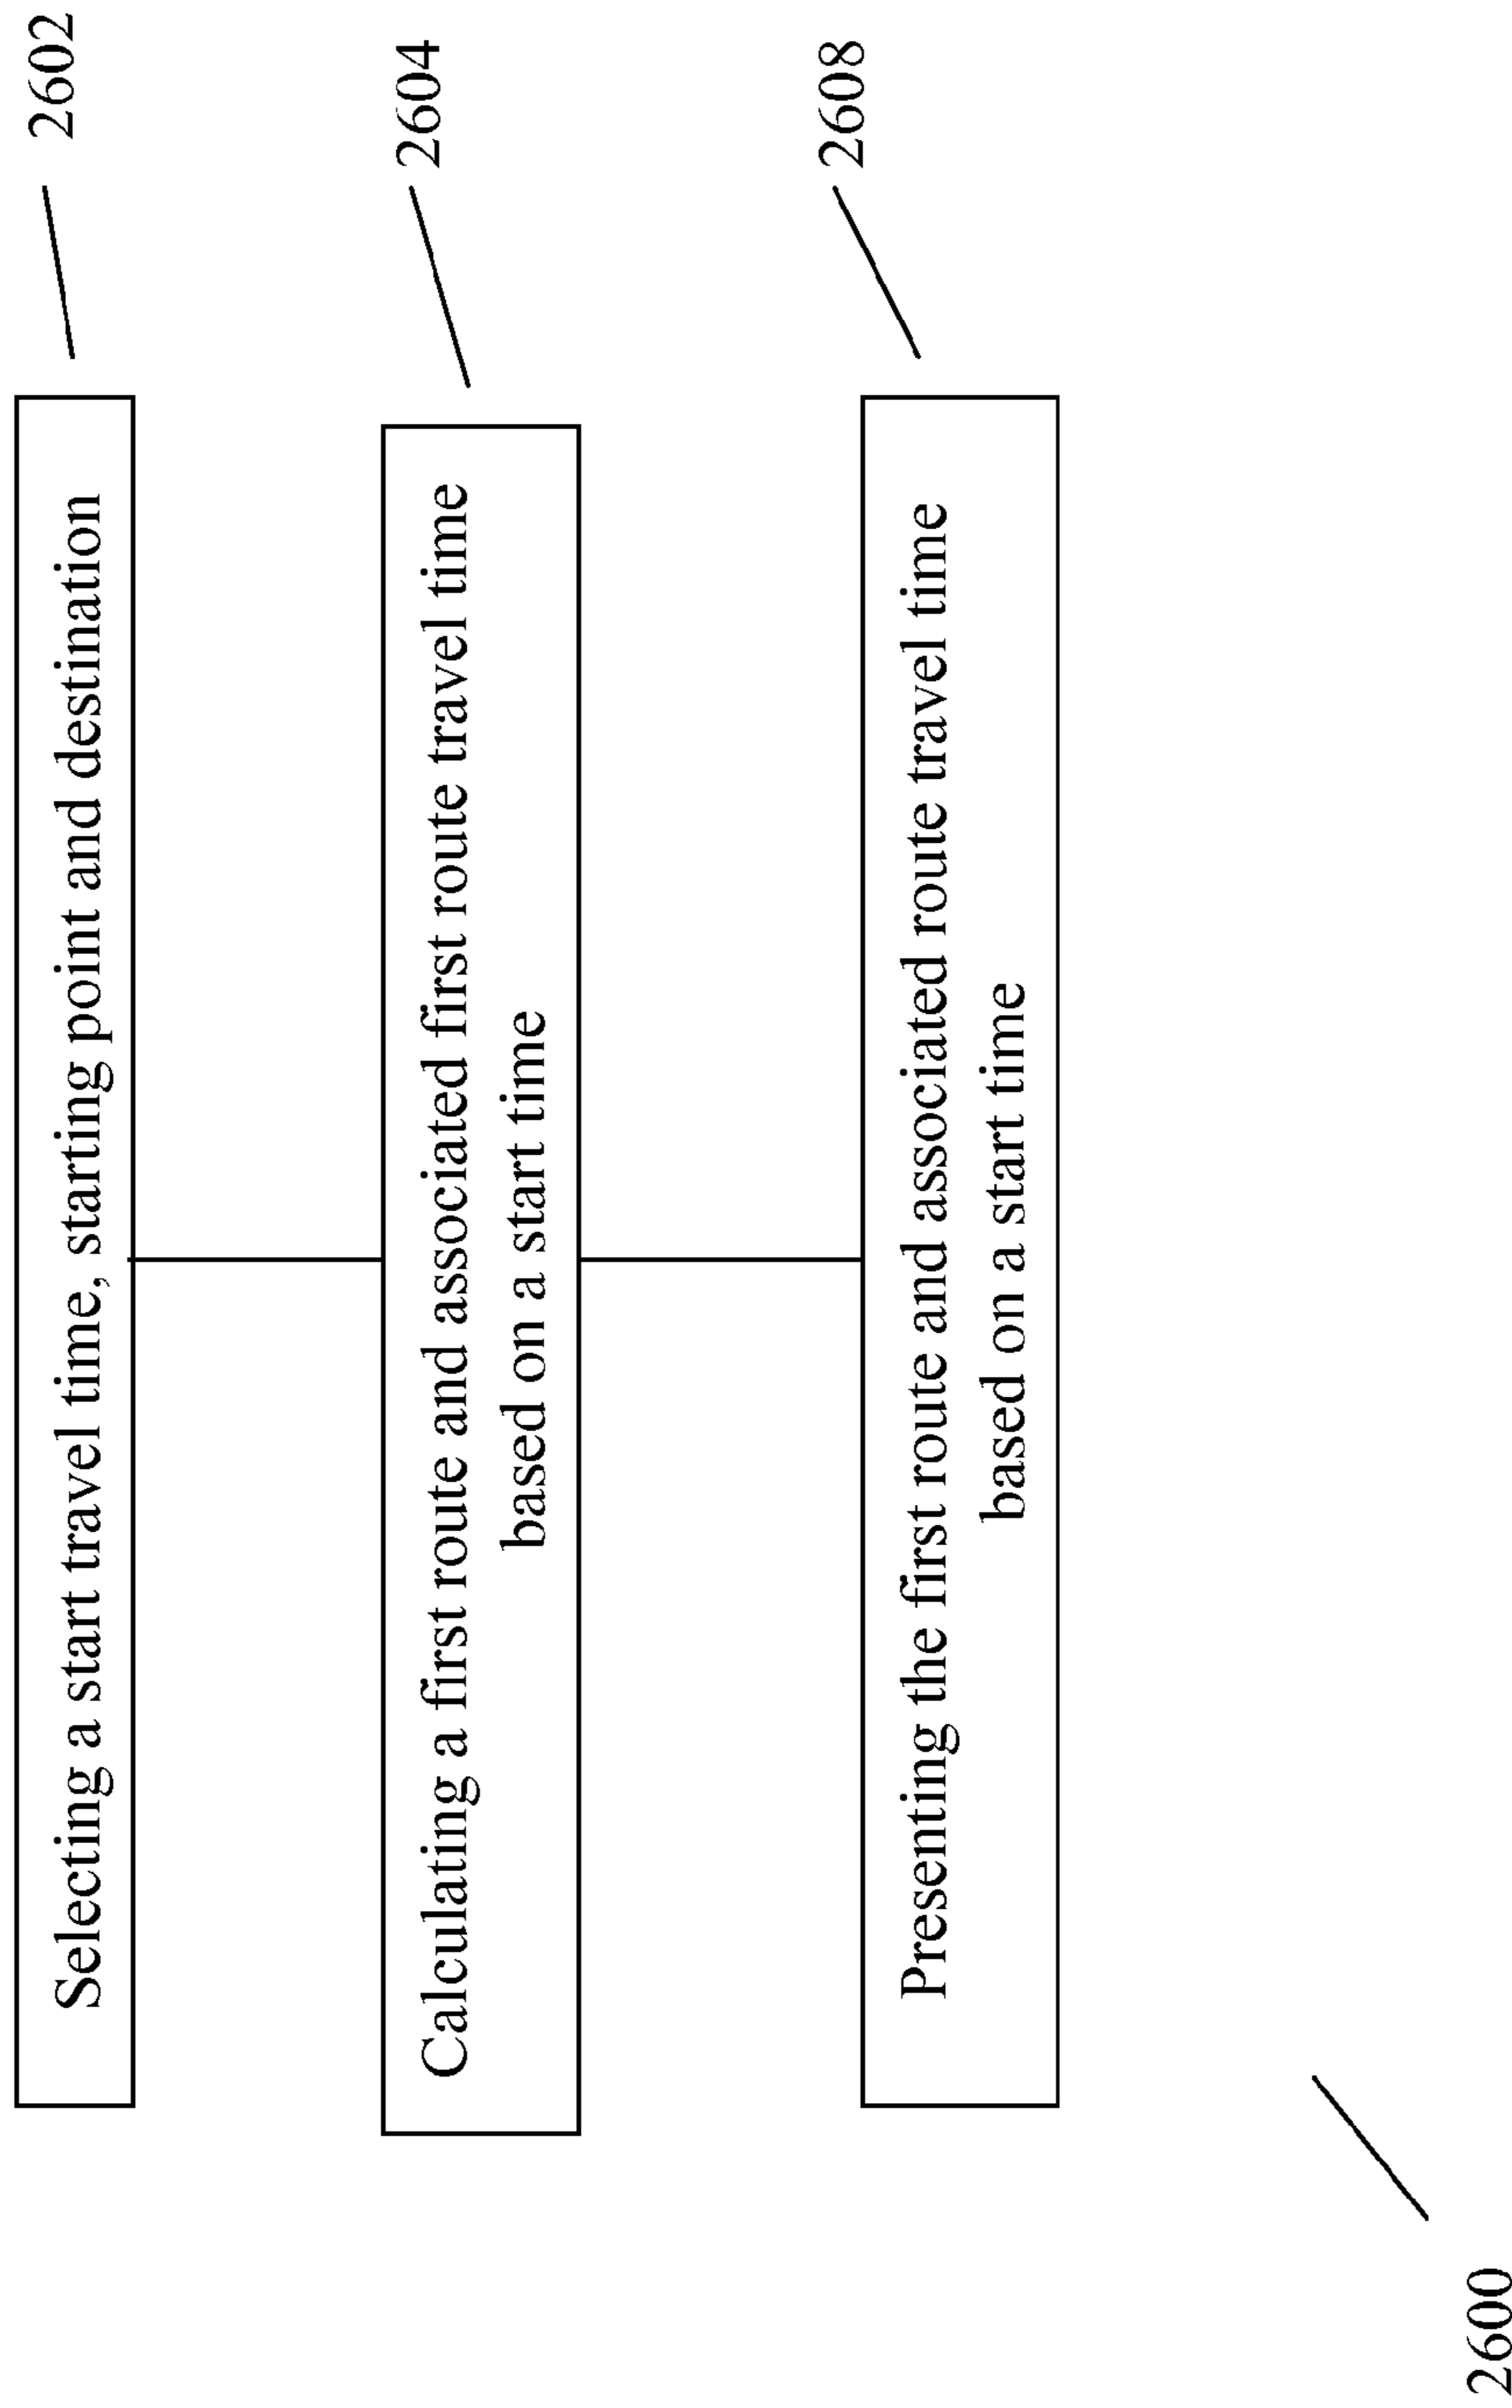 Selecting a start travel time, starting point and destination
2602
Calculating a first route and associated first route travel time
based on a start time
2604
Presenting the first route and associated route travel time
based on a start time
2608
2600